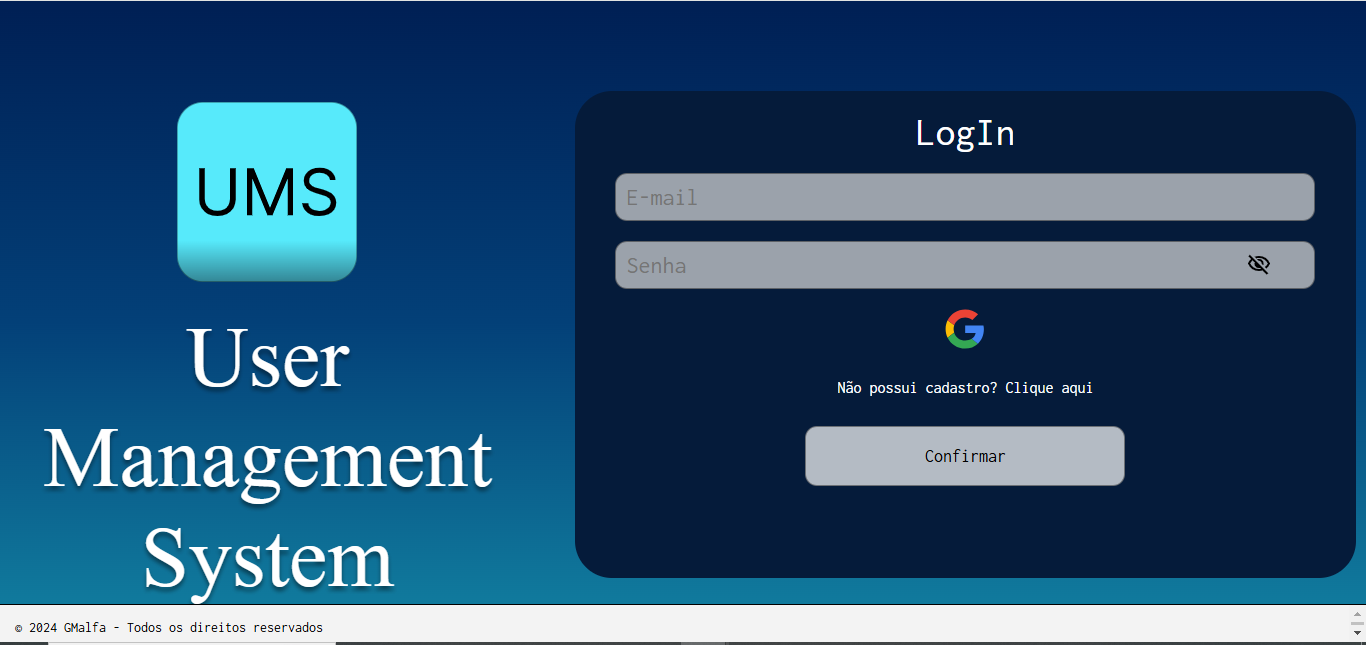 UMS
User
Management
System
LogIn
E-mail
Senha
Não possui cadastro? Clique aqui
Confirmar
© 2024 GMalfa - Todos os direitos reservados